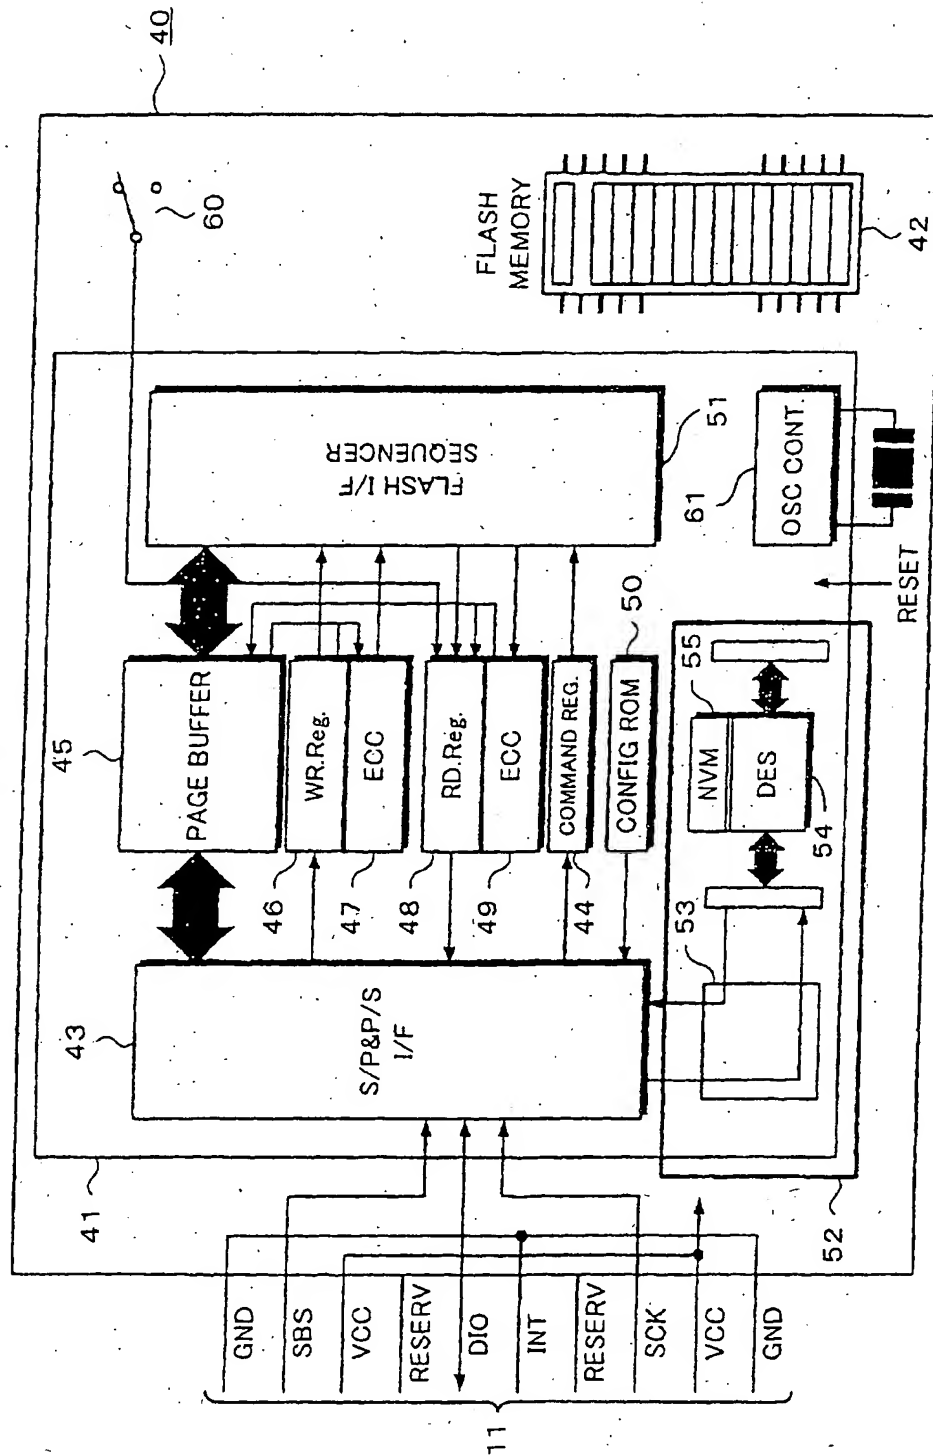 40
60
FLASH
MEMORY
42
41
43
S/P&P/S
I/F
45
PAGE BUFFER
46
WR.Reg.
47
ECC
48
RD.Reg.
49
ECC
44
COMMAND REG.
50
CONFIG ROM
FLASH I/F
SEQUENCER
51
61
OSC CONT.
RESET
52
53
NVM
55
DES
54
GND
SBS
VCC
RESERV
DIO
INT
RESERV
SCK
VCC
GND
11